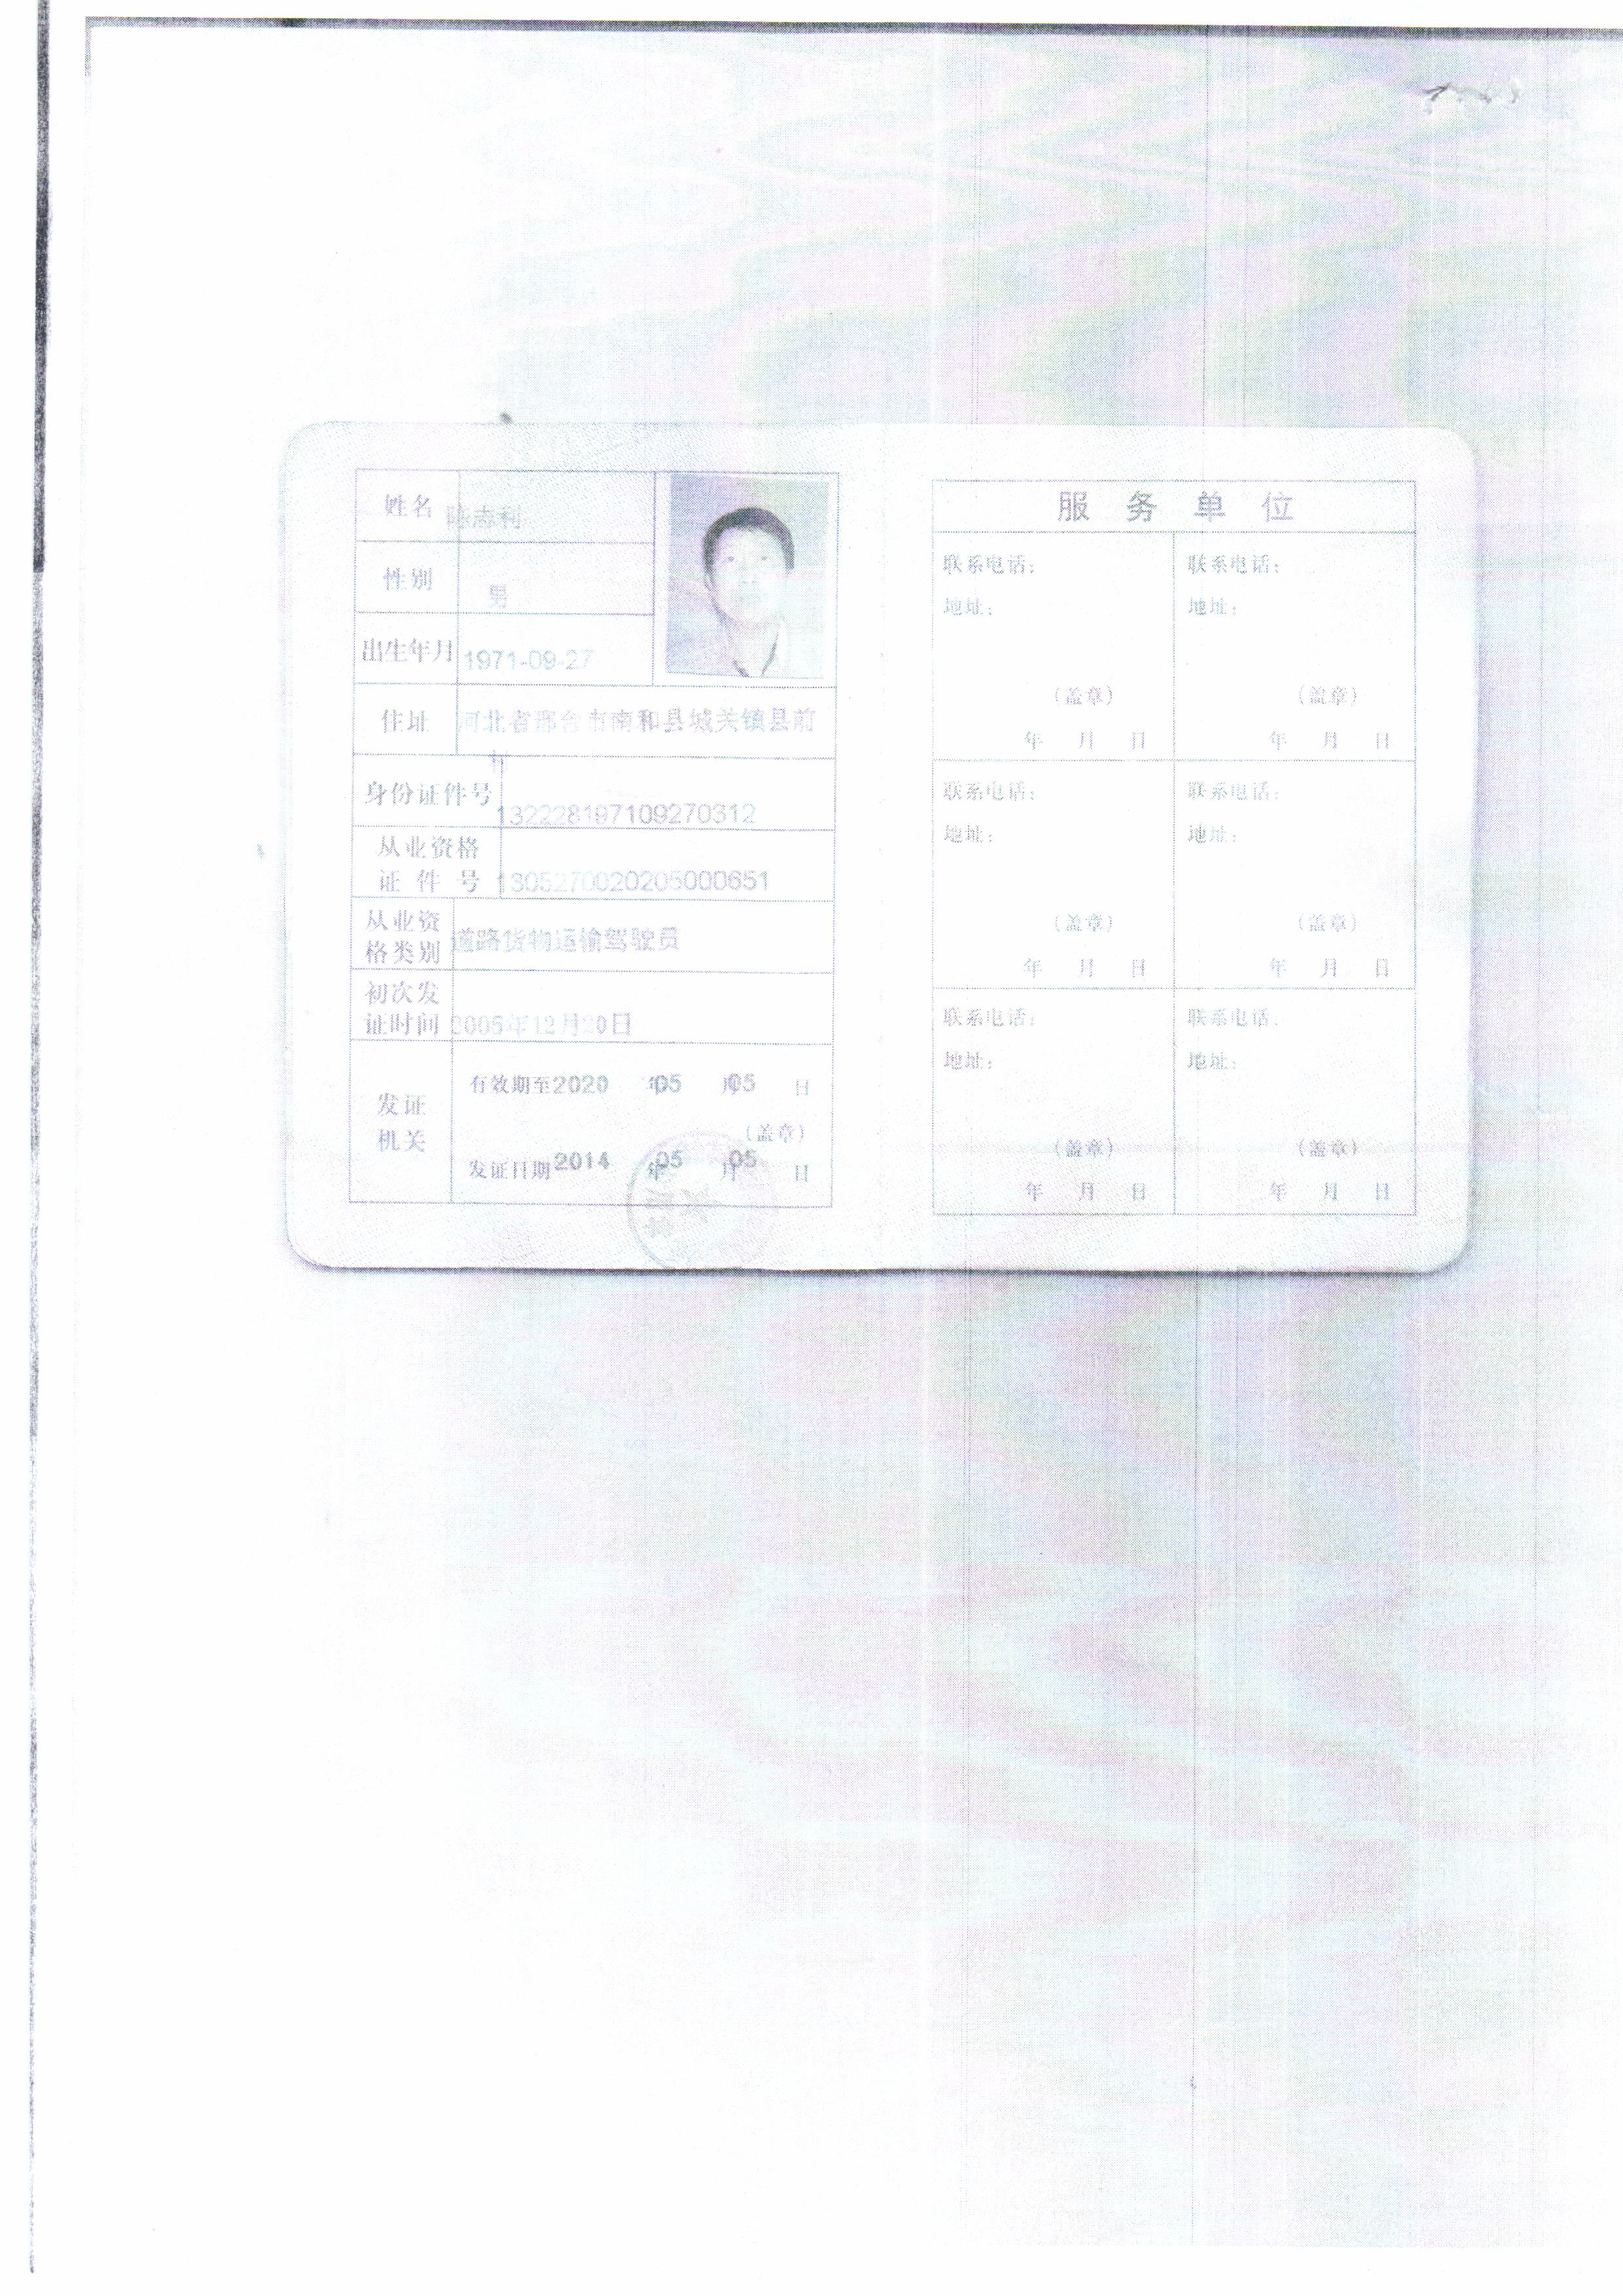 姓名
志利
性别
男
出生年月 1971-09-27
住址 河北省邢台市南和县城关镇县前
村
身份证件号
132228197109270312
从业资格
证件号 1305270020205000651
从业资
格类别 道路货物运输驾驶员
初次发
证时间 2005年12月20日
发证
机关
有效期至2020 年05 月05 日
(盖章)
发证日期2014 年05 月05 日
服务单位
联系电话: 联系电话:
地址: 地址:
(盖章) (盖章)
年 月 日 年 月 日
联系电话: 联系电话:
地址: 地址:
(盖章) (盖章)
年 月 日 年 月 日
联系电话: 联系电话:
地址: 地址:
(盖章) (盖章)
年 月 日 年 月 日